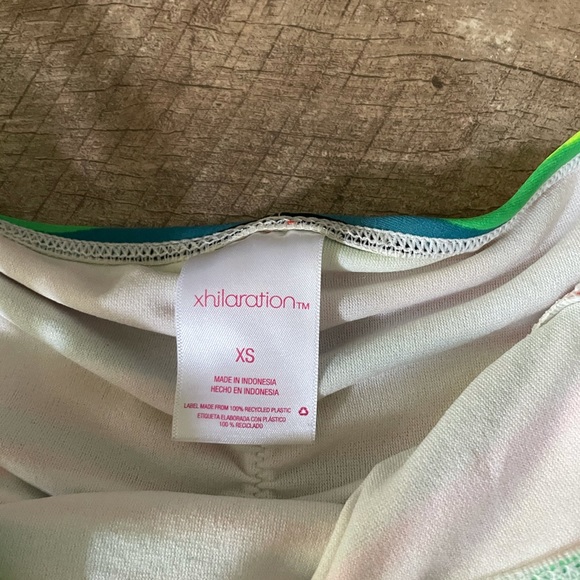 xhilaration™
XS
MADE IN INDONESIA
HECHO EN INDONESIA
LABEL MADE FROM 100% RECYCLED PLASTIC
ETIQUETA ELABORADA CON PLÁSTICO
100 % RECICLADO